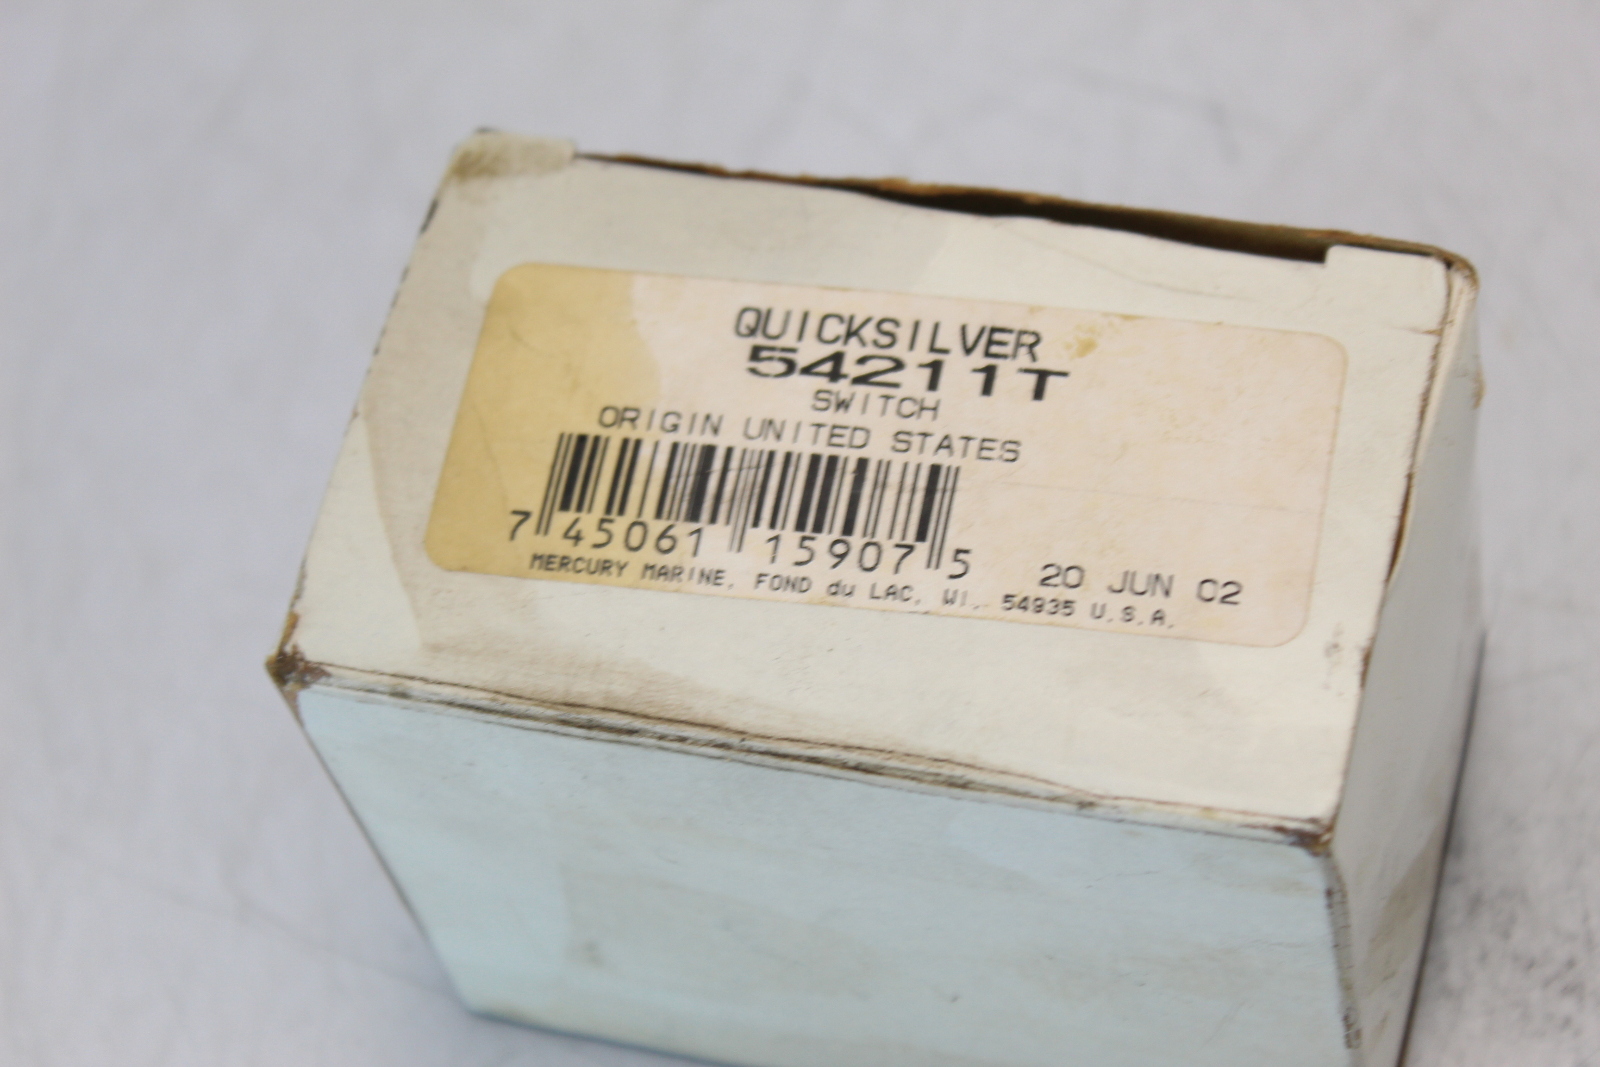 QUICKSILVER
54211T
SWITCH
ORIGIN UNITED STATES
7 45061 15907 5
20 JUN 02
MERCURY MARINE, FOND du LAC, WI, 54935 U.S.A.